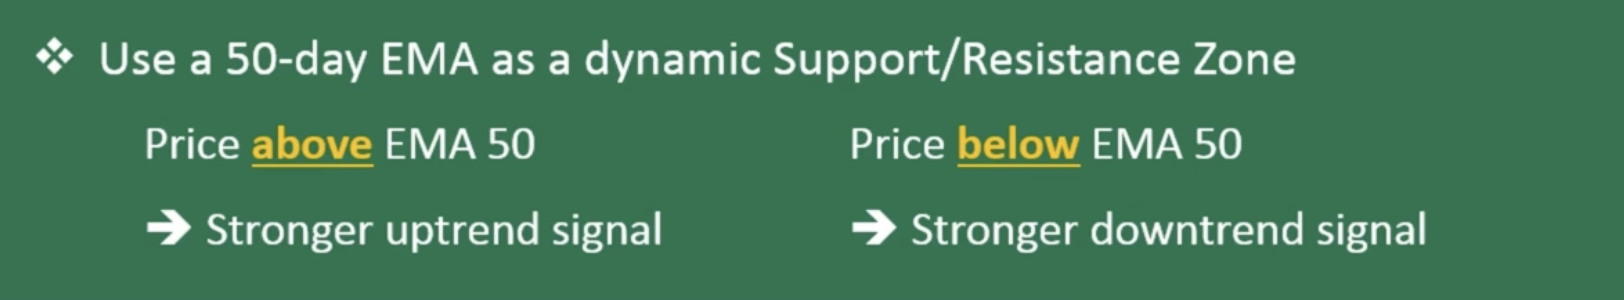 ❖ Use a 50-day EMA as a dynamic Support/Resistance Zone
Price above EMA 50 Price below EMA 50
➔ Stronger uptrend signal ➔ Stronger downtrend signal